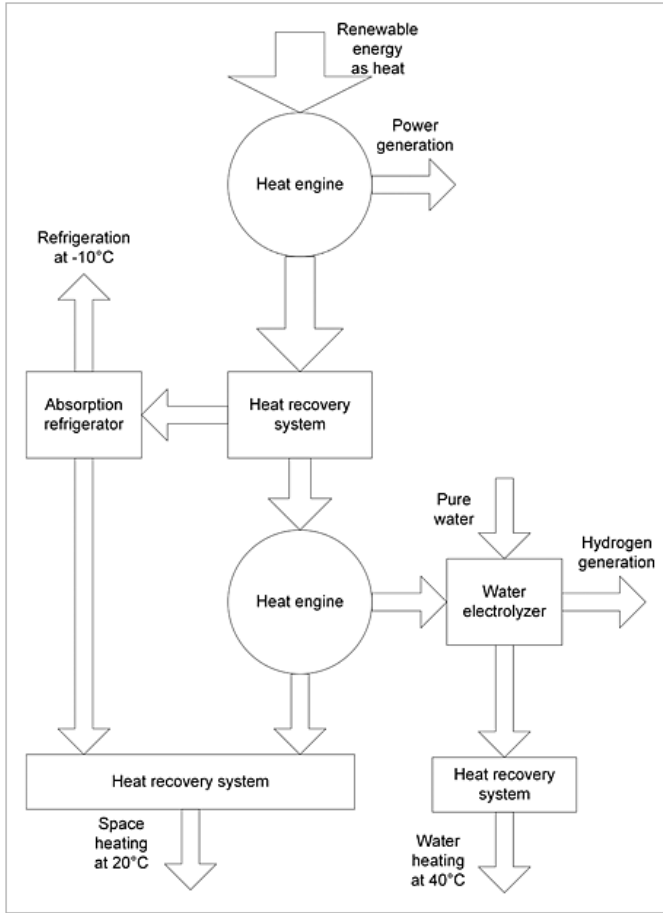 Renewable
energy
as heat
Power
generation
Heat engine
Refrigeration
at -10°C
Absorption
refrigerator
Heat recovery
system
Pure
water
Hydrogen
generation
Heat engine
Water
electrolyzer
Heat recovery system
Heat recovery
system
Space
heating
at 20°C
Water
heating
at 40°C